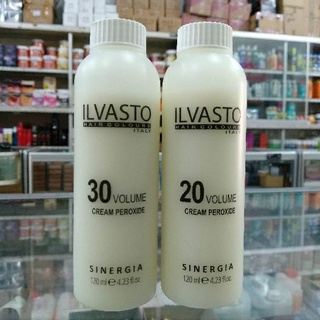 ILVASTO
HAIR COLOURS
ITALY
30 VOLUME
CREAM PEROXIDE
SINERGIA
120 ml ℮ 4,23 fl.oz.
ILVASTO
HAIR COLOURS
ITALY
20 VOLUME
CREAM PEROXIDE
SINERGIA
120 ml ℮ 4,23 fl.oz.